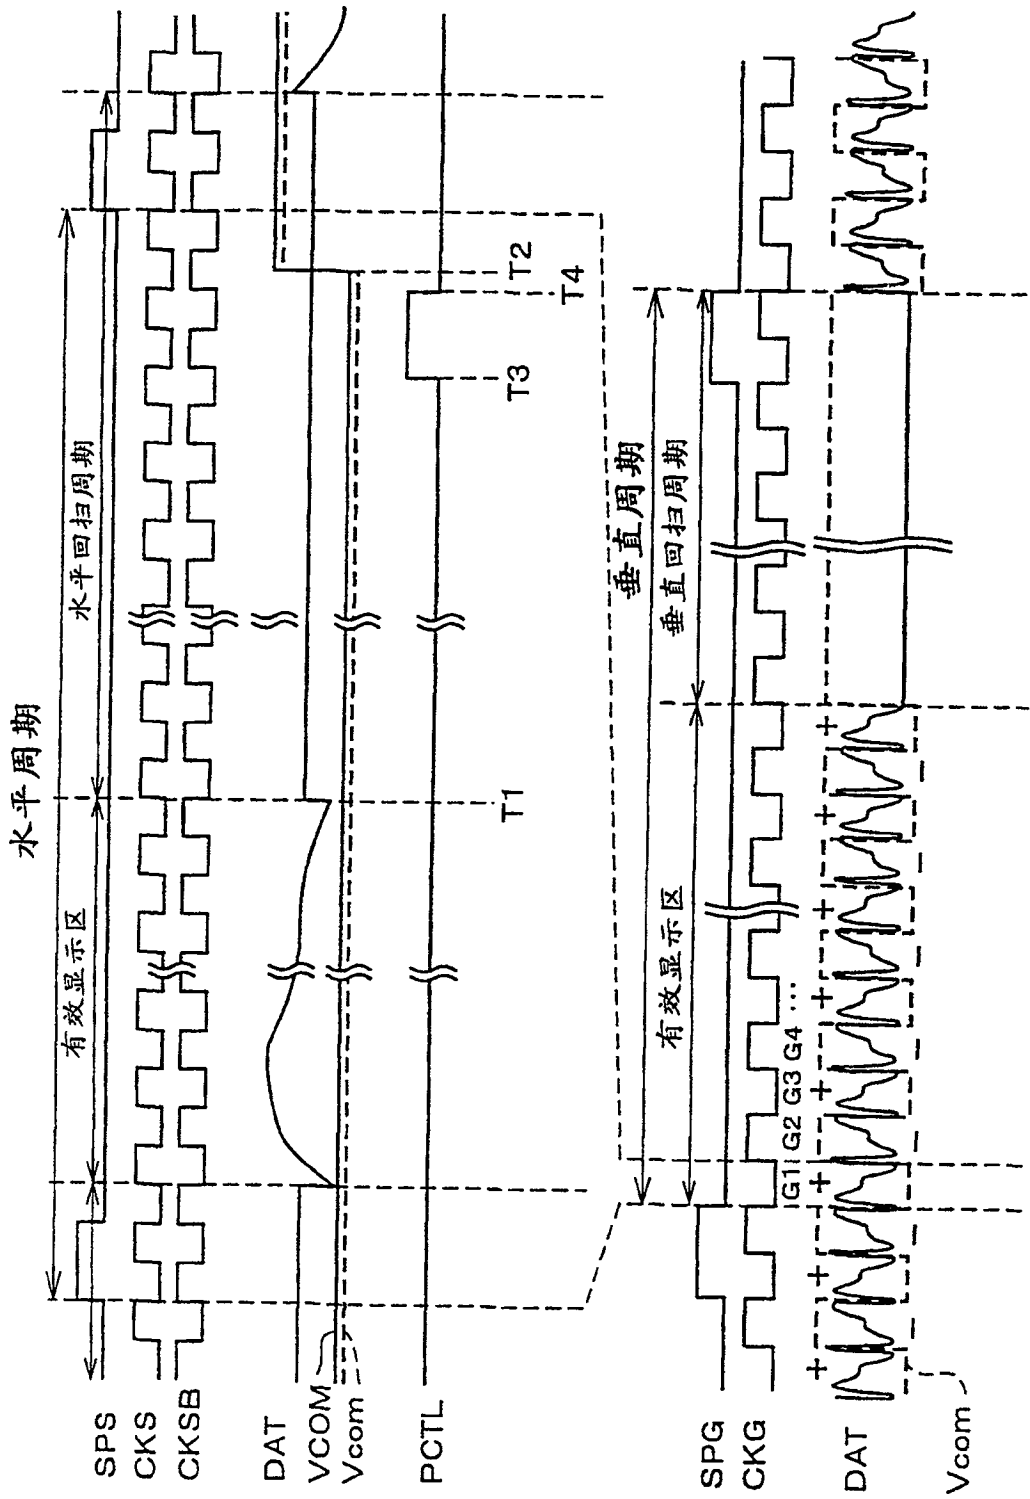 水平周期
有效显示区
水平回扫周期
SPS
CKS
CKSB
DAT
VCOM
Vcom
PCTL
T1
T3
T4
T2
垂直周期
有效显示区
垂直回扫周期
SPG
CKG
G1 G2 G3 G4 ...
+ + + + + + + +
DAT
Vcom